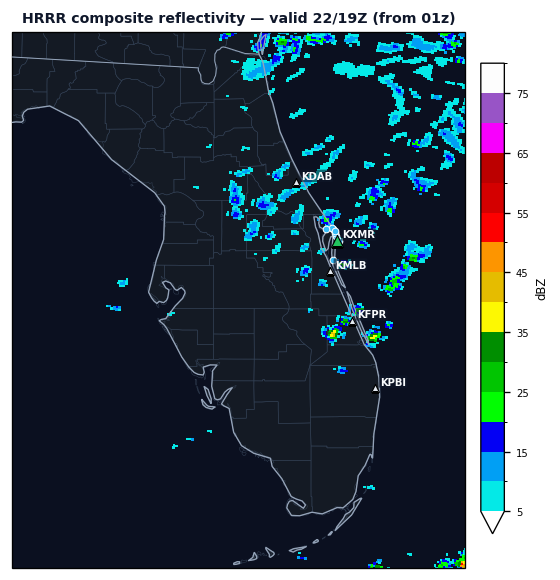 HRRR composite reflectivity — valid 22/19Z (from 01z)
KDAB
KXMR
KMLB
KFPR
KPBI
75
65
55
45
35
25
15
5
dBZ